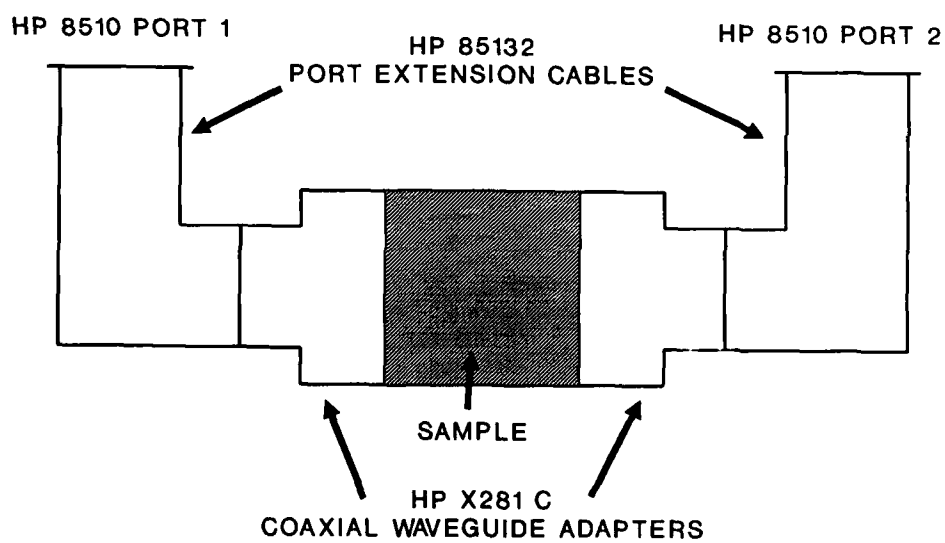 HP 8510 PORT 1
HP 8510 PORT 2
HP 85132
PORT EXTENSION CABLES
SAMPLE
HP X281 C
COAXIAL WAVEGUIDE ADAPTERS